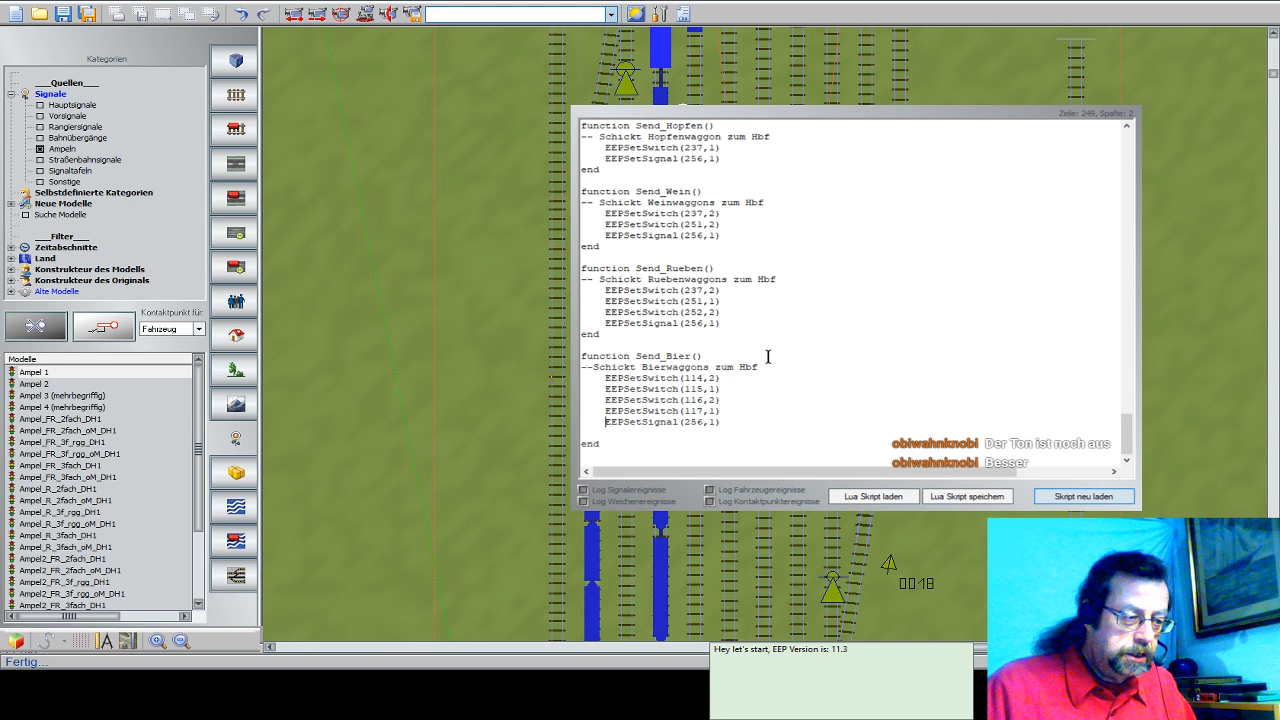 Kategorien
Quellen___
Signale
Hauptsignale
Vorsignale
Rangiersignale
Bahnübergänge
Ampeln
Straßenbahnsignale
Signaltafeln
Sonstige
Selbstdefinierte Kategorien
Neue Modelle
Suche Modelle
__Filter___
Zeitabschnitte
Land
Konstrukteur des Modells
Konstrukteur des Originals
Alte Modelle
Kontaktpunkt für:
Fahrzeug
Modelle
Ampel 1
Ampel 2
Ampel 3 (mehrbegriffig)
Ampel 4 (mehrbegriffig)
Ampel_FR_2fach_DH1
Ampel_FR_2fach_oM_DH1
Ampel_FR_3f_rgg_DH1
Ampel_FR_3f_rgg_oM_DH1
Ampel_FR_3fach_DH1
Ampel_FR_3fach_oM_DH1
Ampel_R_2fach_DH1
Ampel_R_2fach_oM_DH1
Ampel_R_3f_rgg_DH1
Ampel_R_3f_rgg_oM_DH1
Ampel_R_3fach_DH1
Ampel_R_3fach_oM_DH1
Ampel2_FR_2fach_DH1
Ampel2_FR_2fach_oM_DH1
Ampel2_FR_3f_rgg_DH1
Ampel2_FR_3f_rgg_oM_DH1
Ampel2_FR_3fach_DH1
Fertig...
Zeile: 249, Spalte: 2
function Send_Hopfen()
-- Schickt Hopfenwaggon zum Hbf
EEPSetSwitch(237,1)
EEPSetSignal(256,1)
end
function Send_Wein()
-- Schickt Weinwaggons zum Hbf
EEPSetSwitch(237,2)
EEPSetSwitch(251,2)
EEPSetSignal(256,1)
end
function Send_Rueben()
-- Schickt Ruebenwaggons zum Hbf
EEPSetSwitch(237,2)
EEPSetSwitch(251,1)
EEPSetSwitch(252,2)
EEPSetSignal(256,1)
end
function Send_Bier()
--Schickt Bierwaggons zum Hbf
EEPSetSwitch(114,2)
EEPSetSwitch(115,1)
EEPSetSwitch(116,2)
EEPSetSwitch(117,1)
EEPSetSignal(256,1)
end
obiwahnknobi Der Ton ist noch aus
obiwahnknobi Besser
Log Signalereignisse
Log Fahrzeugereignisse
Log Weichenereignisse
Log Kontaktpunktereignisse
Lua Skript laden
Lua Skript speichern
Skript neu laden
0018
Hey let's start, EEP Version is: 11.3